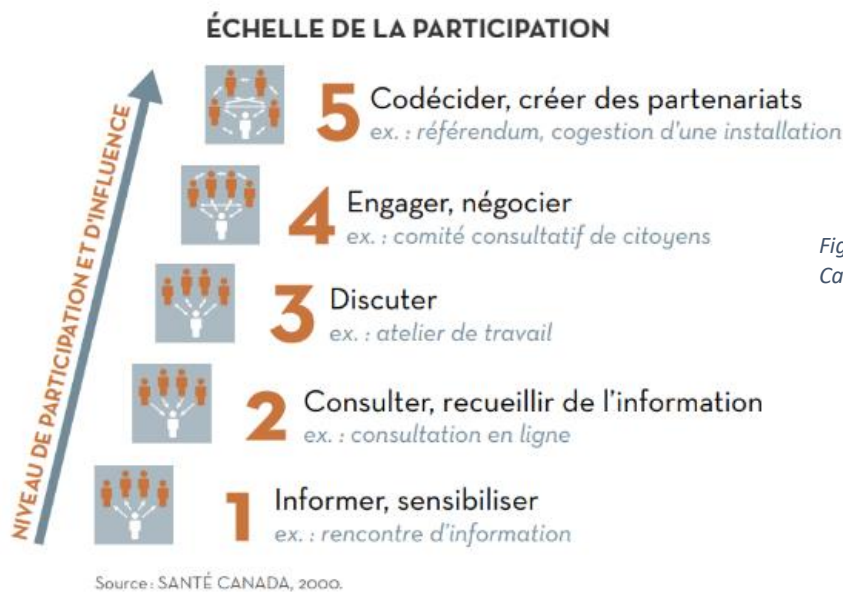 ÉCHELLE DE LA PARTICIPATION
NIVEAU DE PARTICIPATION ET D'INFLUENCE
5 Codécider, créer des partenariats
ex. : référendum, cogestion d'une installation
4 Engager, négocier
ex. : comité consultatif de citoyens
Fig
Ca
3 Discuter
ex. : atelier de travail
2 Consulter, recueillir de l'information
ex. : consultation en ligne
1 Informer, sensibiliser
ex. : rencontre d'information
Source : SANTÉ CANADA, 2000.